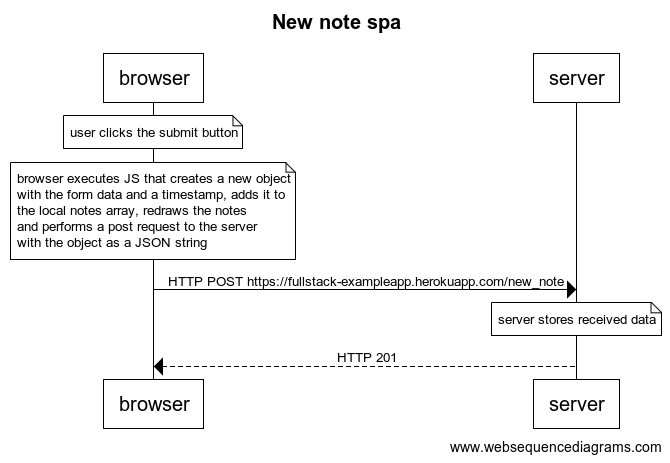 New note spa
browser
server
user clicks the submit button
browser executes JS that creates a new object
with the form data and a timestamp, adds it to
the local notes array, redraws the notes
and performs a post request to the server
with the object as a JSON string
HTTP POST https://fullstack-exampleapp.herokuapp.com/new_note
server stores received data
HTTP 201
browser
server
www.websequencediagrams.com